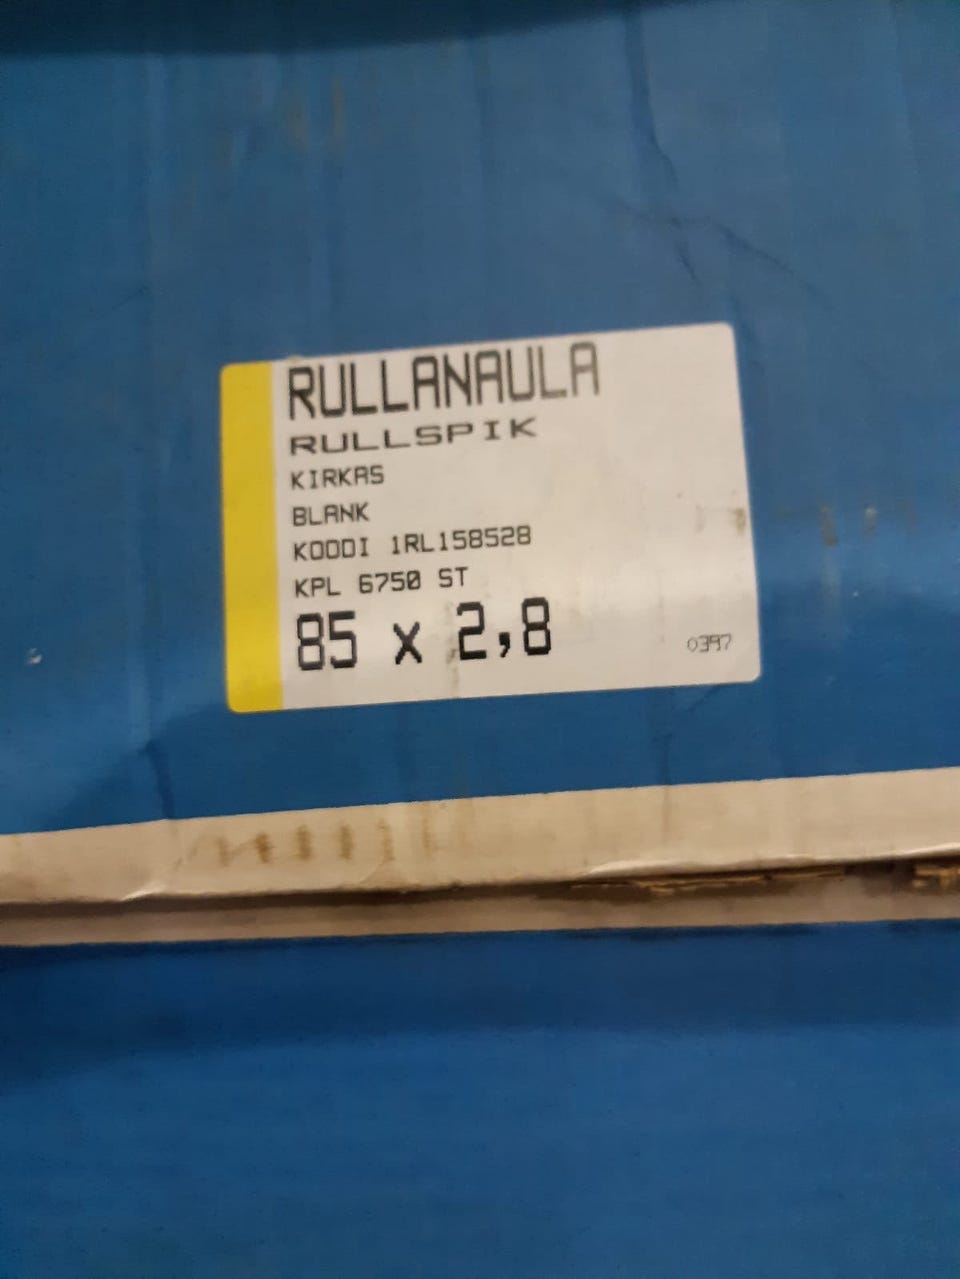 RULLANAULA
RULLSPIK
KIRKAS
BLANK
KOODI 1RL158528
KPL 6750 ST
85 x 2,8
0397